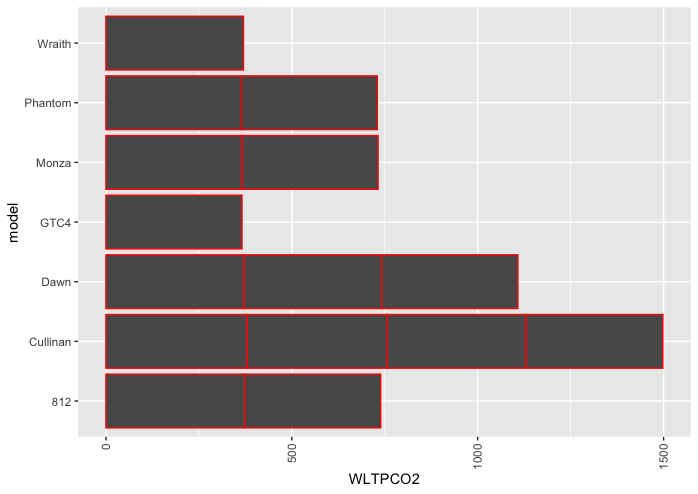 Wraith
Phantom
Monza
GTC4
Dawn
Cullinan
812
model
0
500
1000
1500
WLTPCO2